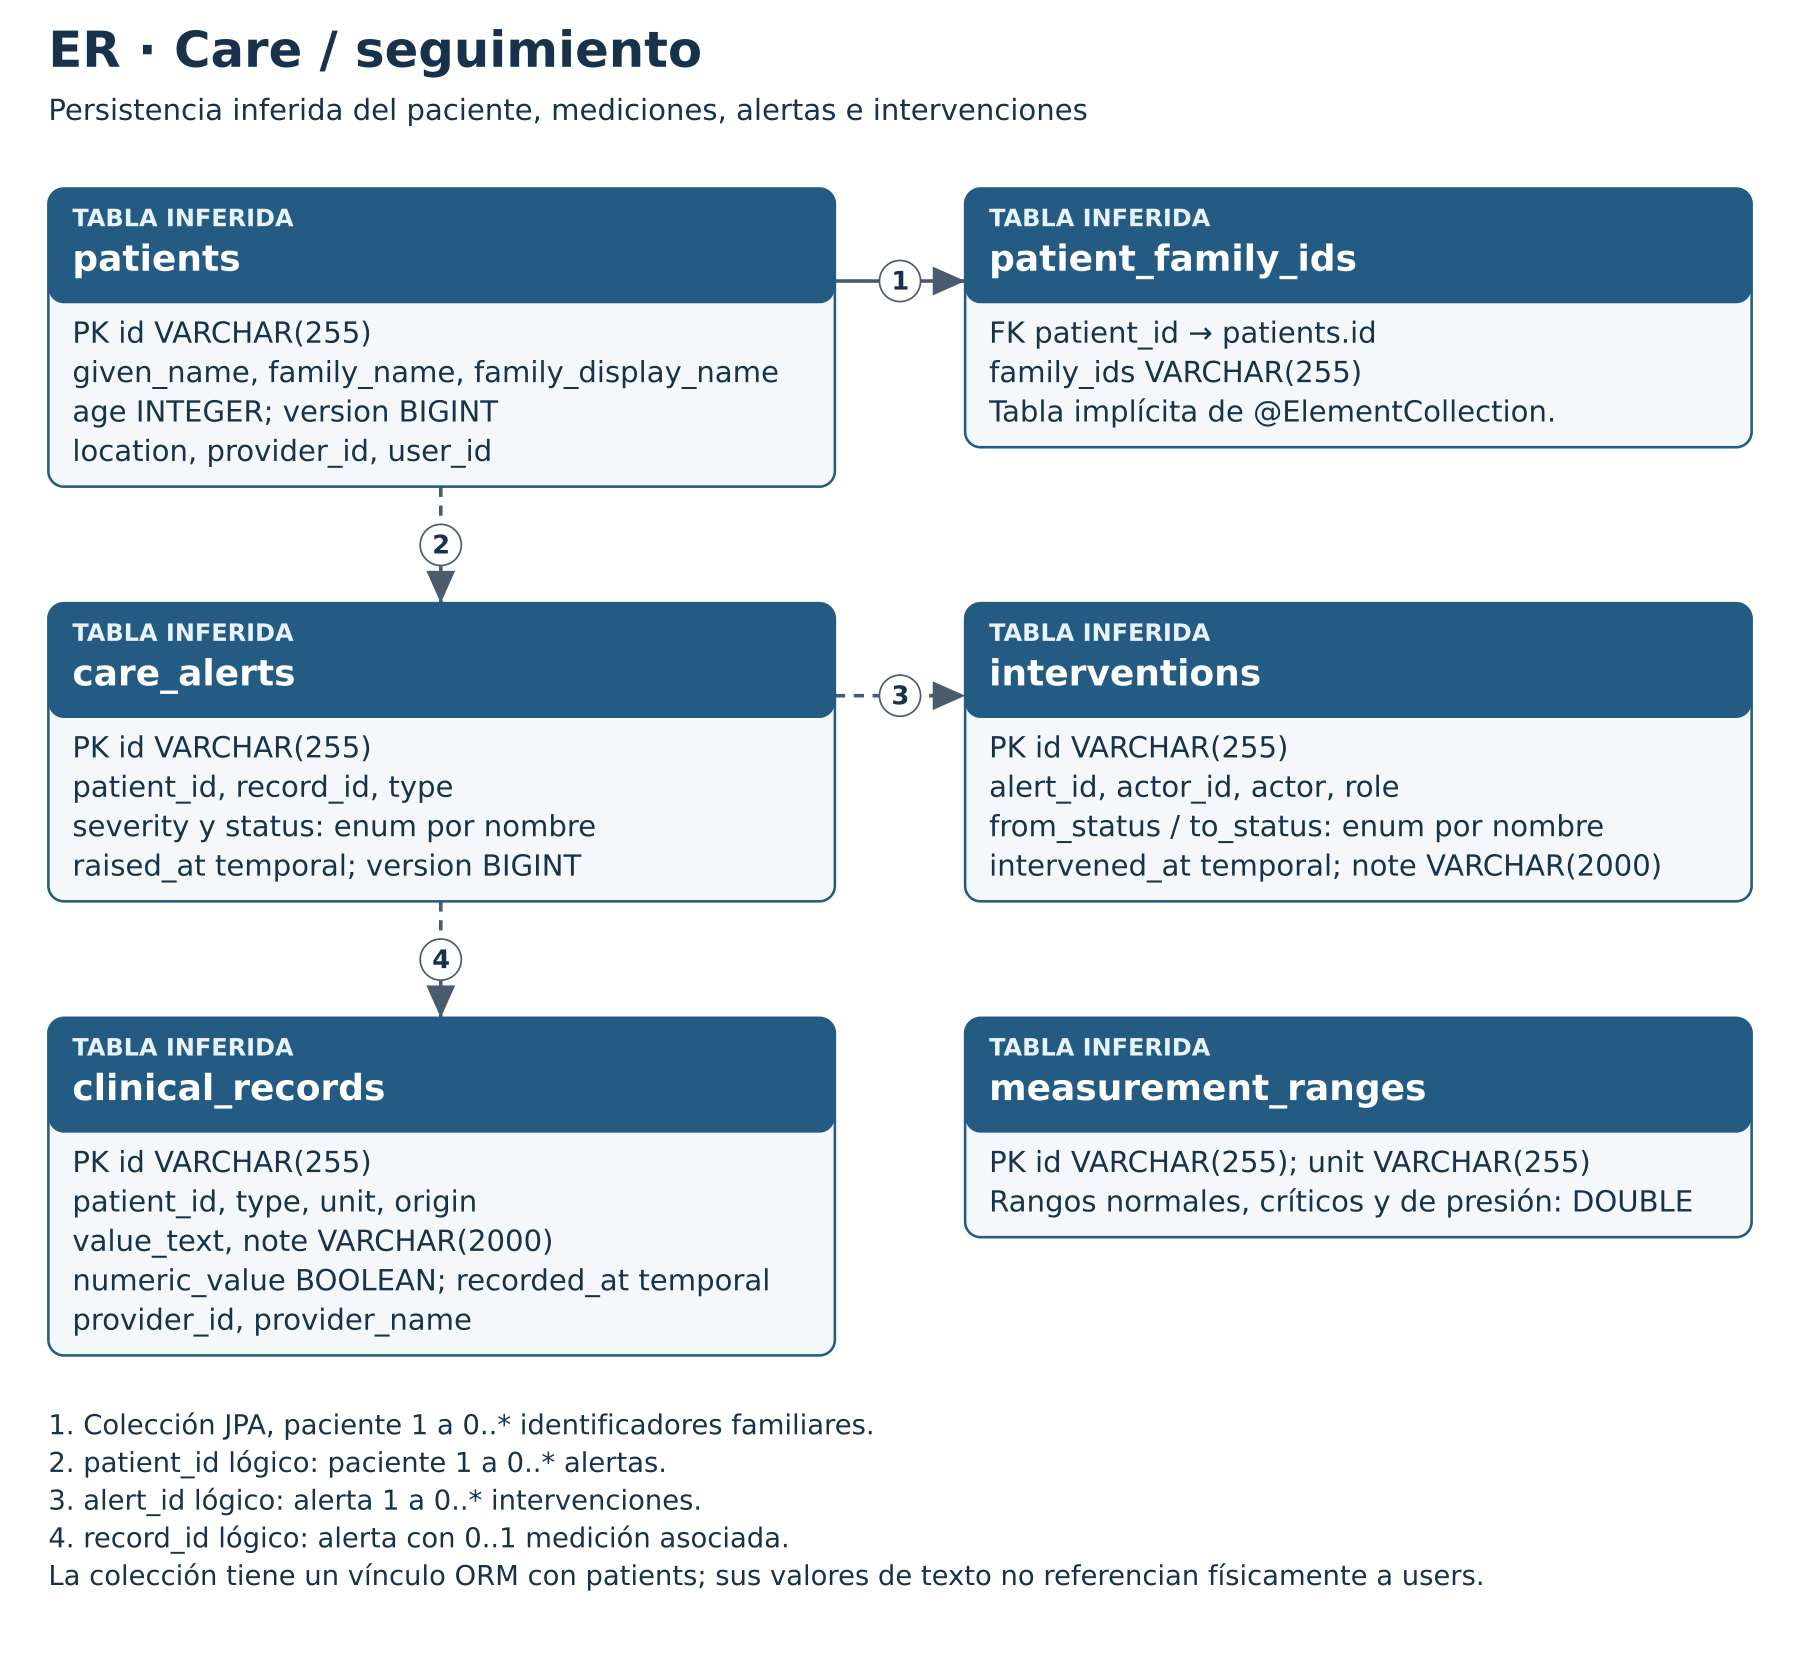 ER · Care / seguimiento
Persistencia inferida del paciente, mediciones, alertas e intervenciones
TABLA INFERIDA
patients
PK id VARCHAR(255)
given_name, family_name, family_display_name
age INTEGER; version BIGINT
location, provider_id, user_id
1
TABLA INFERIDA
patient_family_ids
FK patient_id → patients.id
family_ids VARCHAR(255)
Tabla implícita de @ElementCollection.
2
TABLA INFERIDA
care_alerts
PK id VARCHAR(255)
patient_id, record_id, type
severity y status: enum por nombre
raised_at temporal; version BIGINT
3
TABLA INFERIDA
interventions
PK id VARCHAR(255)
alert_id, actor_id, actor, role
from_status / to_status: enum por nombre
intervened_at temporal; note VARCHAR(2000)
4
TABLA INFERIDA
clinical_records
PK id VARCHAR(255)
patient_id, type, unit, origin
value_text, note VARCHAR(2000)
numeric_value BOOLEAN; recorded_at temporal
provider_id, provider_name
TABLA INFERIDA
measurement_ranges
PK id VARCHAR(255); unit VARCHAR(255)
Rangos normales, críticos y de presión: DOUBLE
1. Colección JPA, paciente 1 a 0..* identificadores familiares.
2. patient_id lógico: paciente 1 a 0..* alertas.
3. alert_id lógico: alerta 1 a 0..* intervenciones.
4. record_id lógico: alerta con 0..1 medición asociada.
La colección tiene un vínculo ORM con patients; sus valores de texto no referencian físicamente a users.